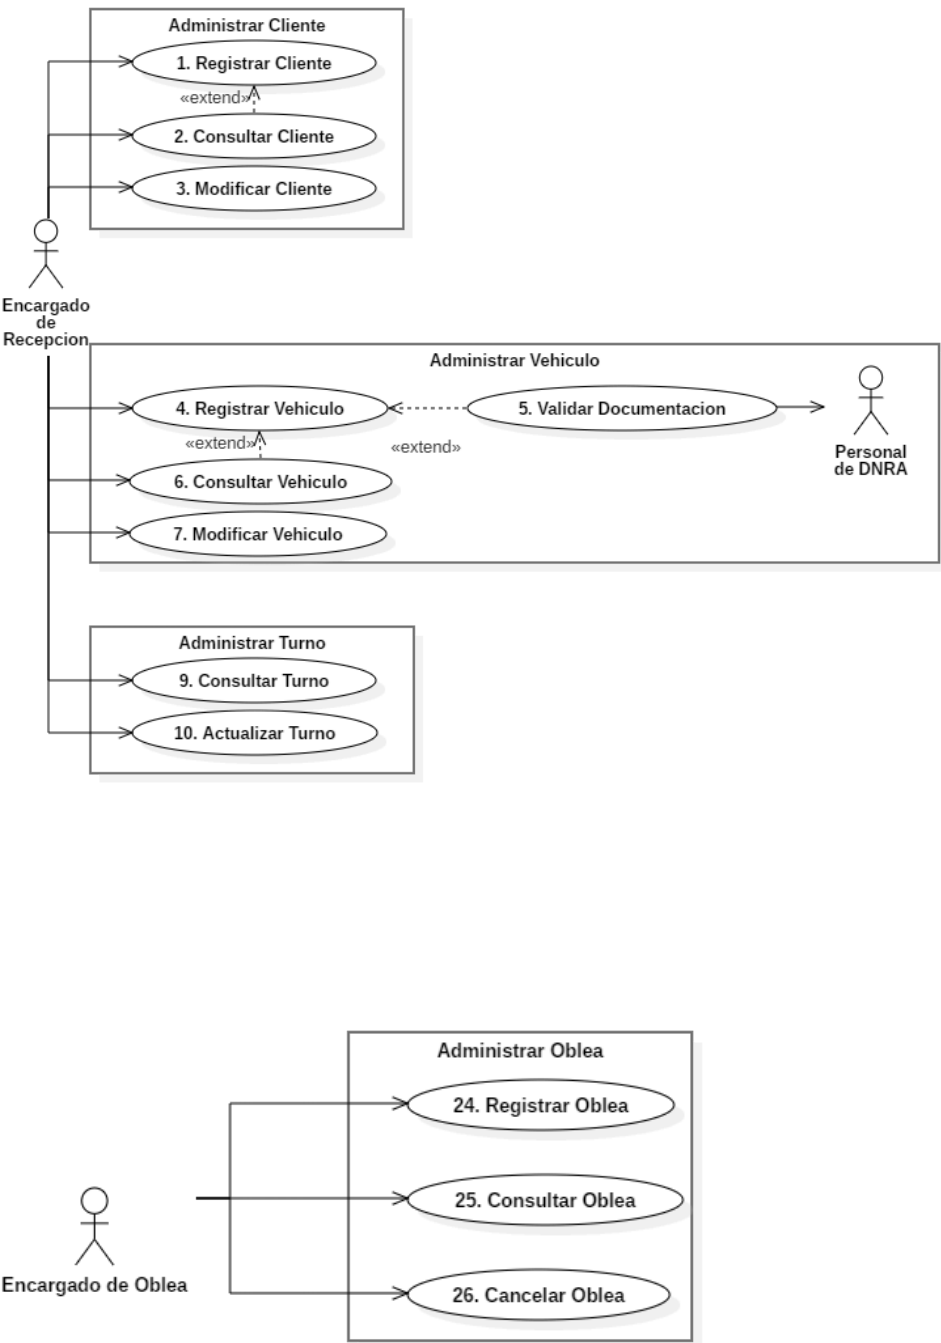 Administrar Cliente
1. Registrar Cliente
«extend»
2. Consultar Cliente
3. Modificar Cliente
Encargado
de
Recepcion
Administrar Vehiculo
4. Registrar Vehiculo
5. Validar Documentacion
«extend»
«extend»
Personal
de DNRA
6. Consultar Vehiculo
7. Modificar Vehiculo
Administrar Turno
9. Consultar Turno
10. Actualizar Turno
Administrar Oblea
24. Registrar Oblea
25. Consultar Oblea
Encargado de Oblea
26. Cancelar Oblea